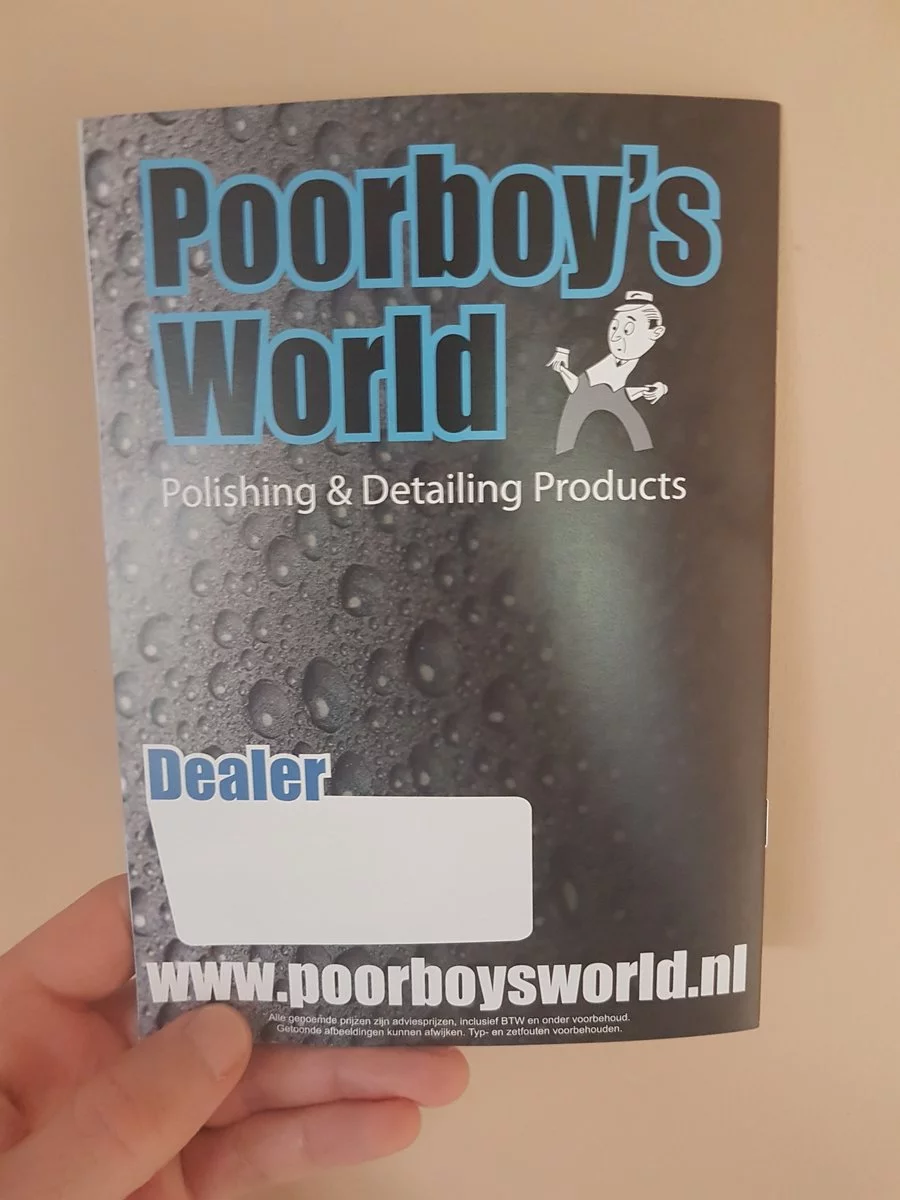 Poorboy's
World
Polishing & Detailing Products
Dealer
www.poorboysworld.nl
Alle genoemde prijzen zijn adviesprijzen, inclusief BTW en onder voorbehoud.
Getoonde afbeeldingen kunnen afwijken. Typ- en zetfouten voorbehouden.